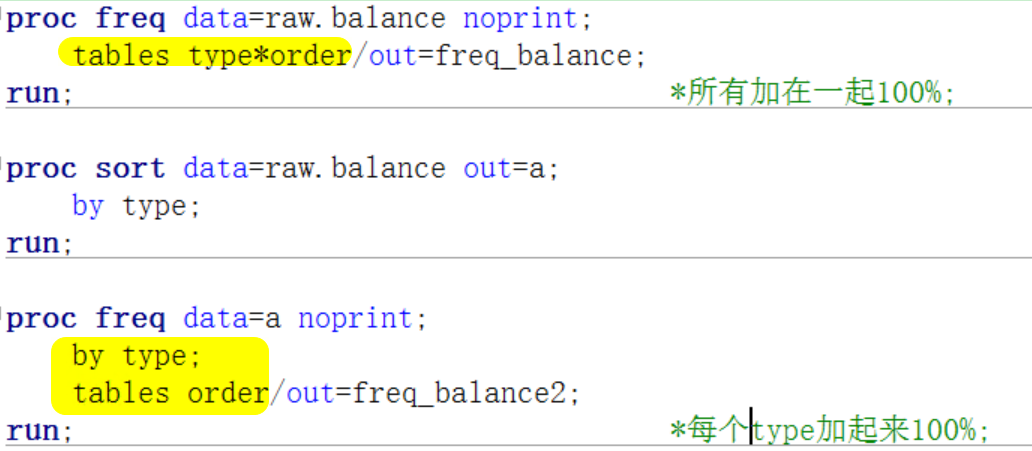 proc freq data=raw.balance noprint;
tables type*order/out=freq_balance;
run; *所有加在一起100%;
proc sort data=raw.balance out=a;
by type;
run;
proc freq data=a noprint;
by type;
tables order/out=freq_balance2;
run; *每个type加起来100%;